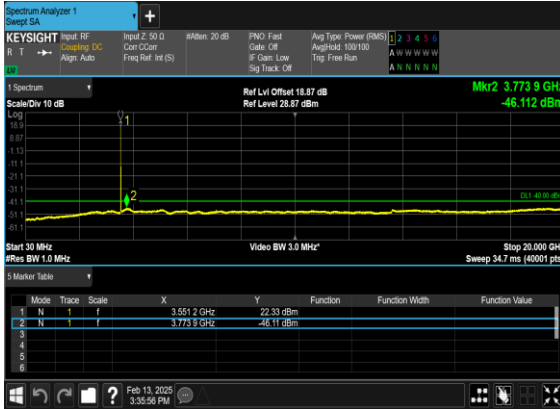 Spectrum Analyzer 1
Swept SA
+
KEYSIGHT Input: RF Input Z: 50 Ω #Atten: 20 dB PNO: Fast Avg Type: Power (RMS) 1 2 3 4 5 6
R T Coupling: DC Corr CCorr Gate: Off Avg|Hold: 100/100 A W W W W W
Align: Auto Freq Ref: Int (S) IF Gain: Low Trig: Free Run
Sig Track: Off A N N N N N
1 Spectrum Ref Lvl Offset 18.87 dB Mkr2 3.773 9 GHz
Scale/Div 10 dB Ref Level 28.87 dBm -46.112 dBm
Log
18.9
8.87
-1.13
-11.1
-21.1
-31.1
-41.1
-51.1
-61.1
1
2
DL1 -40.00 dBm
Start 30 MHz Video BW 3.0 MHz* Stop 20.000 GHz
#Res BW 1.0 MHz Sweep 34.7 ms (40001 pts)
5 Marker Table
Mode Trace Scale X Y Function Function Width Function Value
1 N 1 f 3.551 2 GHz 22.33 dBm
2 N 1 f 3.773 9 GHz -46.11 dBm
3
4
5
6
? Feb 13, 2025
3:35:56 PM